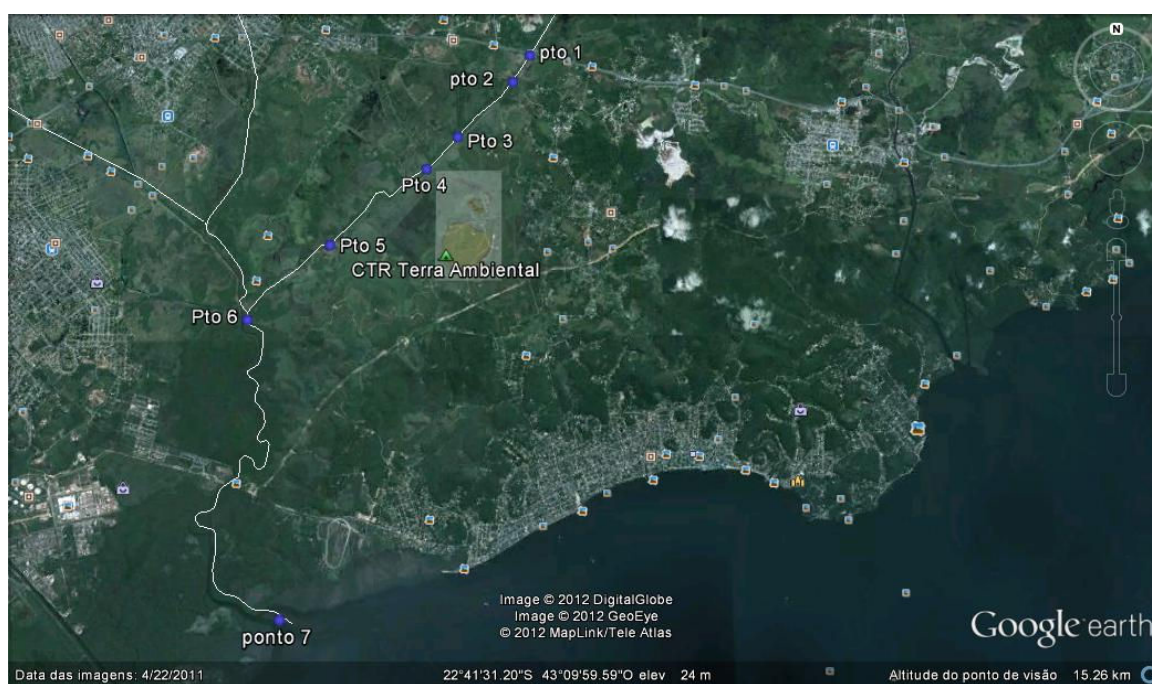 N
pto 1
pto 2
Pto 3
Pto 4
Pto 5
CTR Terra Ambiental
Pto 6
Image © 2012 DigitalGlobe
Image © 2012 GeoEye
© 2012 MapLink/Tele Atlas
Google earth
ponto 7
Data das imagens: 4/22/2011 22°41'31.20"S 43°09'59.59"O elev 24 m Altitude do ponto de visão 15.26 km